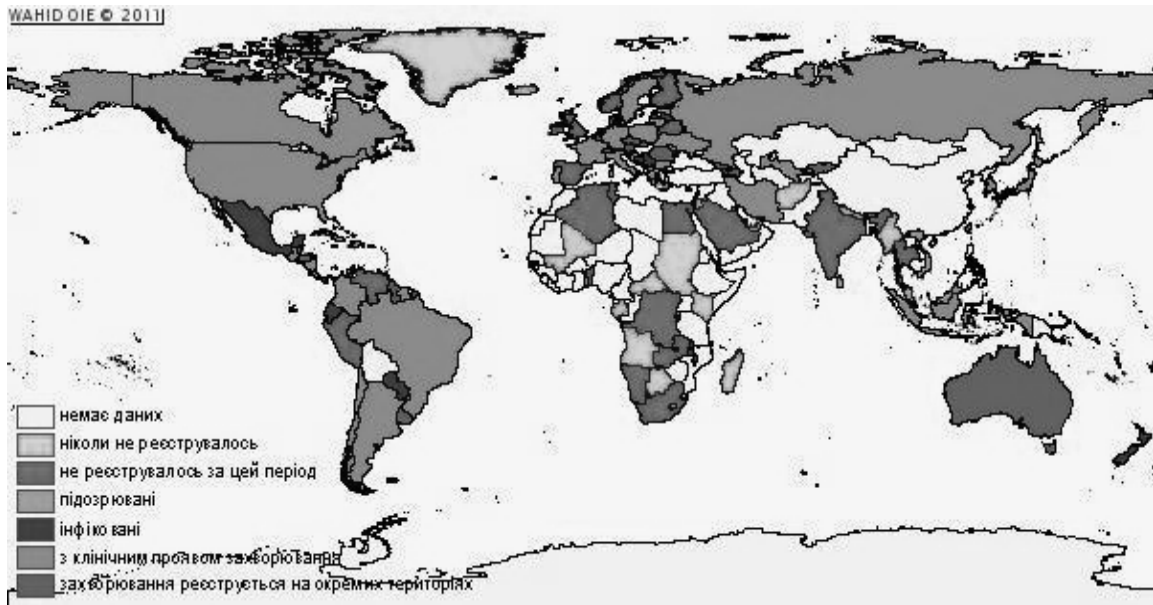 WAHID OIE © 2011
немає даних
ніколи не реєструвалось
не реєструвалось за цей період
підозрювані
інфіковані
з клінічним проявом захворювання
захворювання реєструється на окремих територіях